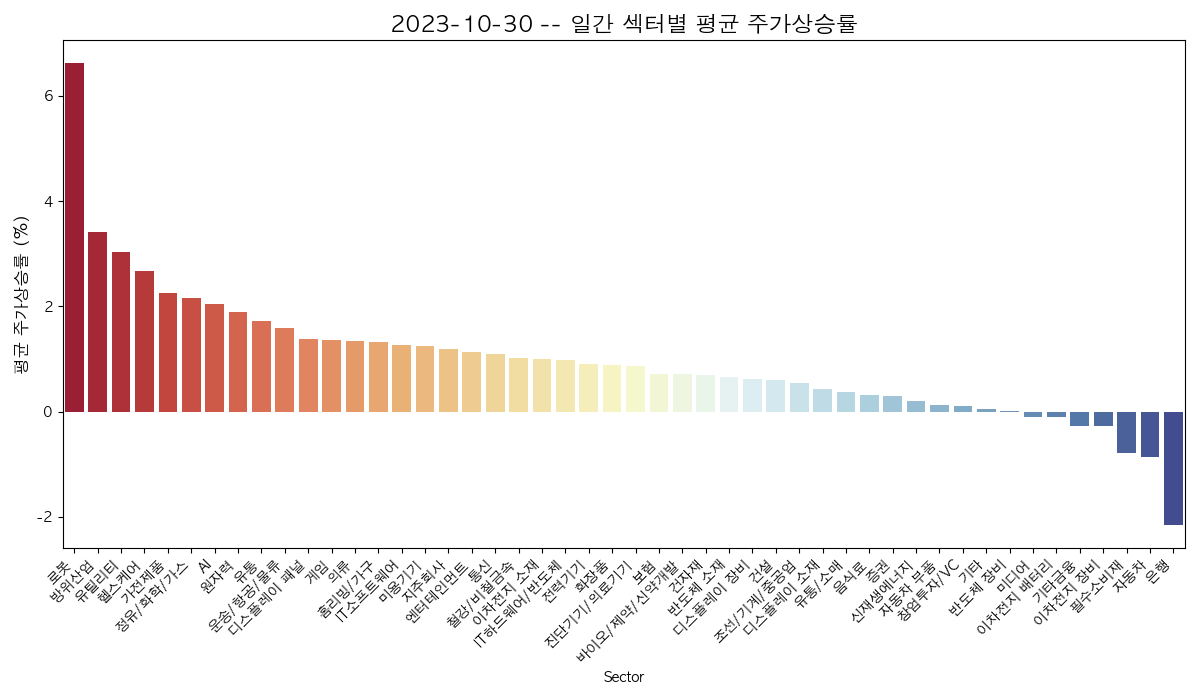 2023-10-30 -- 일간 섹터별 평균 주가상승률
평균 주가상승률 (%)
6
4
2
0
-2
로봇
방위산업
유틸리티
헬스케어
가전제품
정유/화학/가스
AI
원자력
유통
운송/항공/물류
디스플레이 패널
게임
의류
홈리빙/가구
IT소프트웨어
미용기기
지주회사
엔터테인먼트
통신
철강/비철금속
이차전지 소재
IT하드웨어/반도체
전력기기
화장품
진단기기/의료기기
보험
바이오/제약/신약개발
건자재
반도체 소재
디스플레이 장비
건설
조선/기계/중공업
디스플레이 소재
유통/소매
음식료
증권
신재생에너지
자동차 부품
창업투자/VC
기타
반도체 장비
미디어
이차전지 배터리
기타금융
이차전지 장비
필수소비재
자동차
은행
Sector